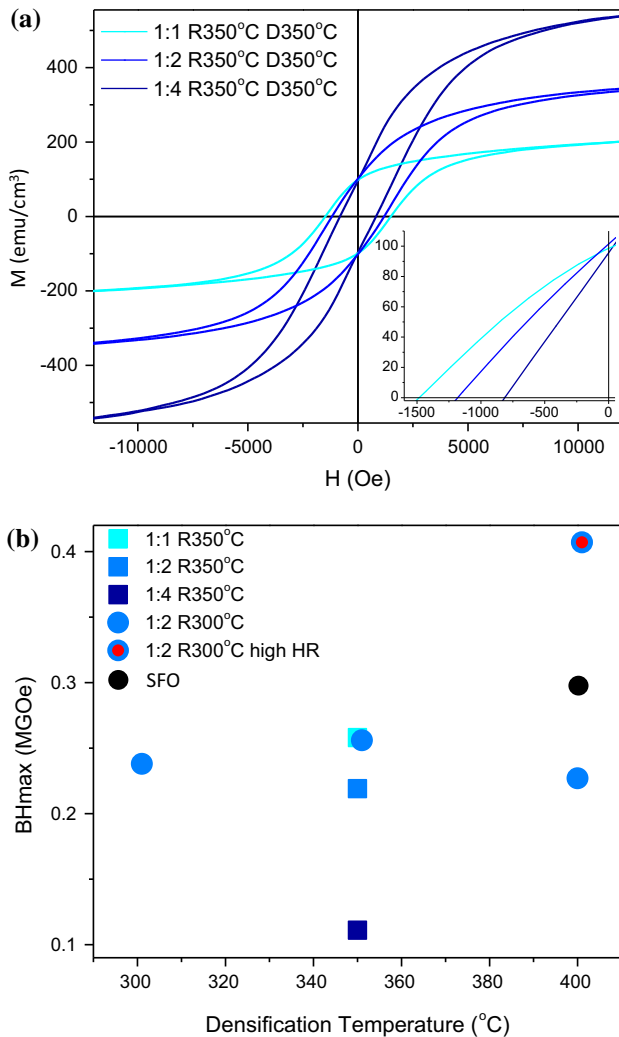 (a)
1:1 R350°C D350°C
1:2 R350°C D350°C
1:4 R350°C D350°C
400
200
0
-200
-400
M (emu/cm³)
100
80
60
40
20
0
-1500 -1000 -500 0
-10000 -5000 0 5000 10000
H (Oe)
(b)
1:1 R350°C
1:2 R350°C
1:4 R350°C
1:2 R300°C
1:2 R300°C high HR
SFO
0.4
0.3
0.2
0.1
BHmax (MGOe)
300 320 340 360 380 400
Densification Temperature (°C)